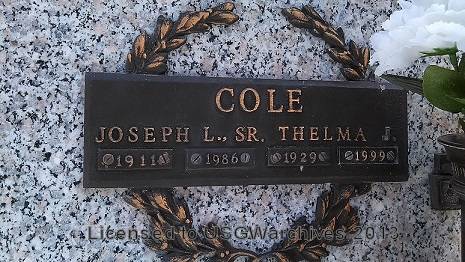 COLE
JOSEPH L., SR. THELMA J.
1911 1986 1929 1999
Licensed to USGWarchives 2013